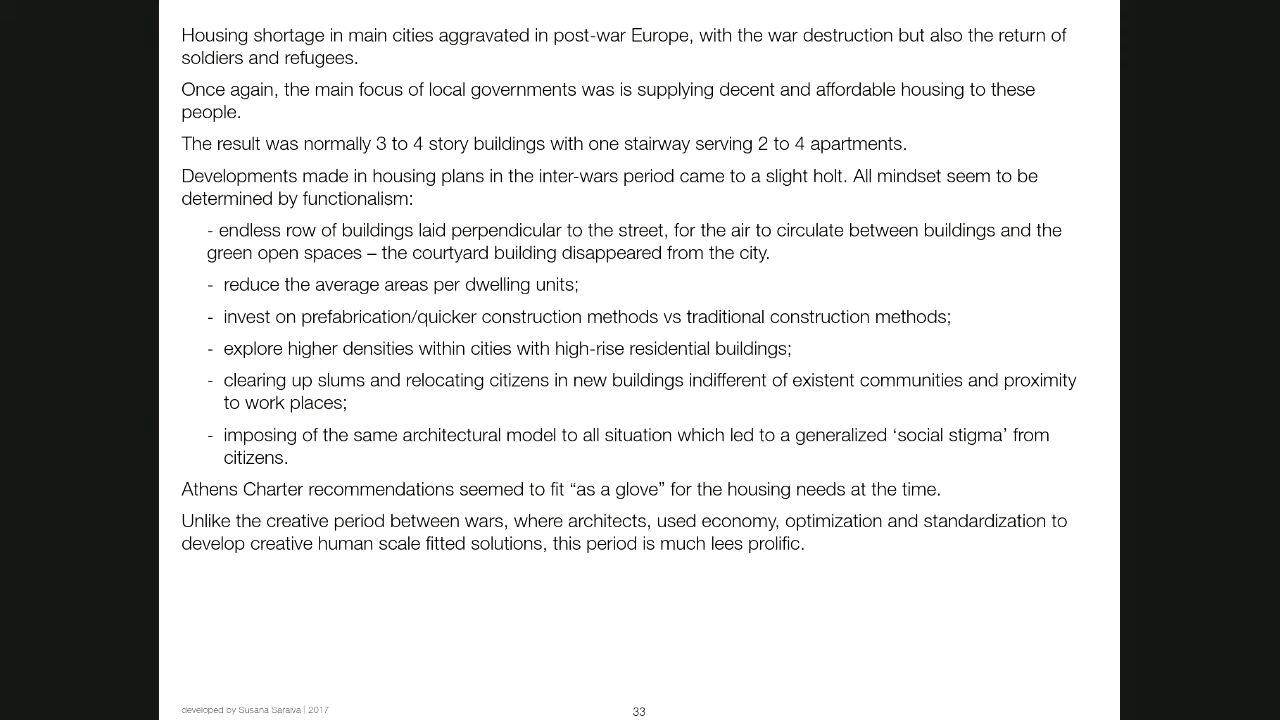 Housing shortage in main cities aggravated in post-war Europe, with the war destruction but also the return of
soldiers and refugees.
Once again, the main focus of local governments was is supplying decent and affordable housing to these
people.
The result was normally 3 to 4 story buildings with one stairway serving 2 to 4 apartments.
Developments made in housing plans in the inter-wars period came to a slight holt. All mindset seem to be
determined by functionalism:
- endless row of buildings laid perpendicular to the street, for the air to circulate between buildings and the
green open spaces – the courtyard building disappeared from the city.
- reduce the average areas per dwelling units;
- invest on prefabrication/quicker construction methods vs traditional construction methods;
- explore higher densities within cities with high-rise residential buildings;
- clearing up slums and relocating citizens in new buildings indifferent of existent communities and proximity
to work places;
- imposing of the same architectural model to all situation which led to a generalized ‘social stigma’ from
citizens.
Athens Charter recommendations seemed to fit “as a glove” for the housing needs at the time.
Unlike the creative period between wars, where architects, used economy, optimization and standardization to
develop creative human scale fitted solutions, this period is much lees prolific.
developed by Susana Saraiva | 2017
33